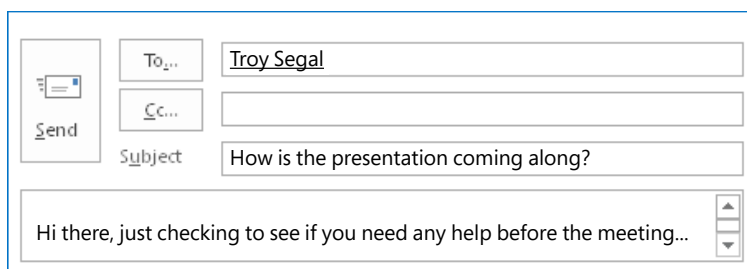 To...
Troy Segal
Cc...
Send
Subject
How is the presentation coming along?
Hi there, just checking to see if you need any help before the meeting...